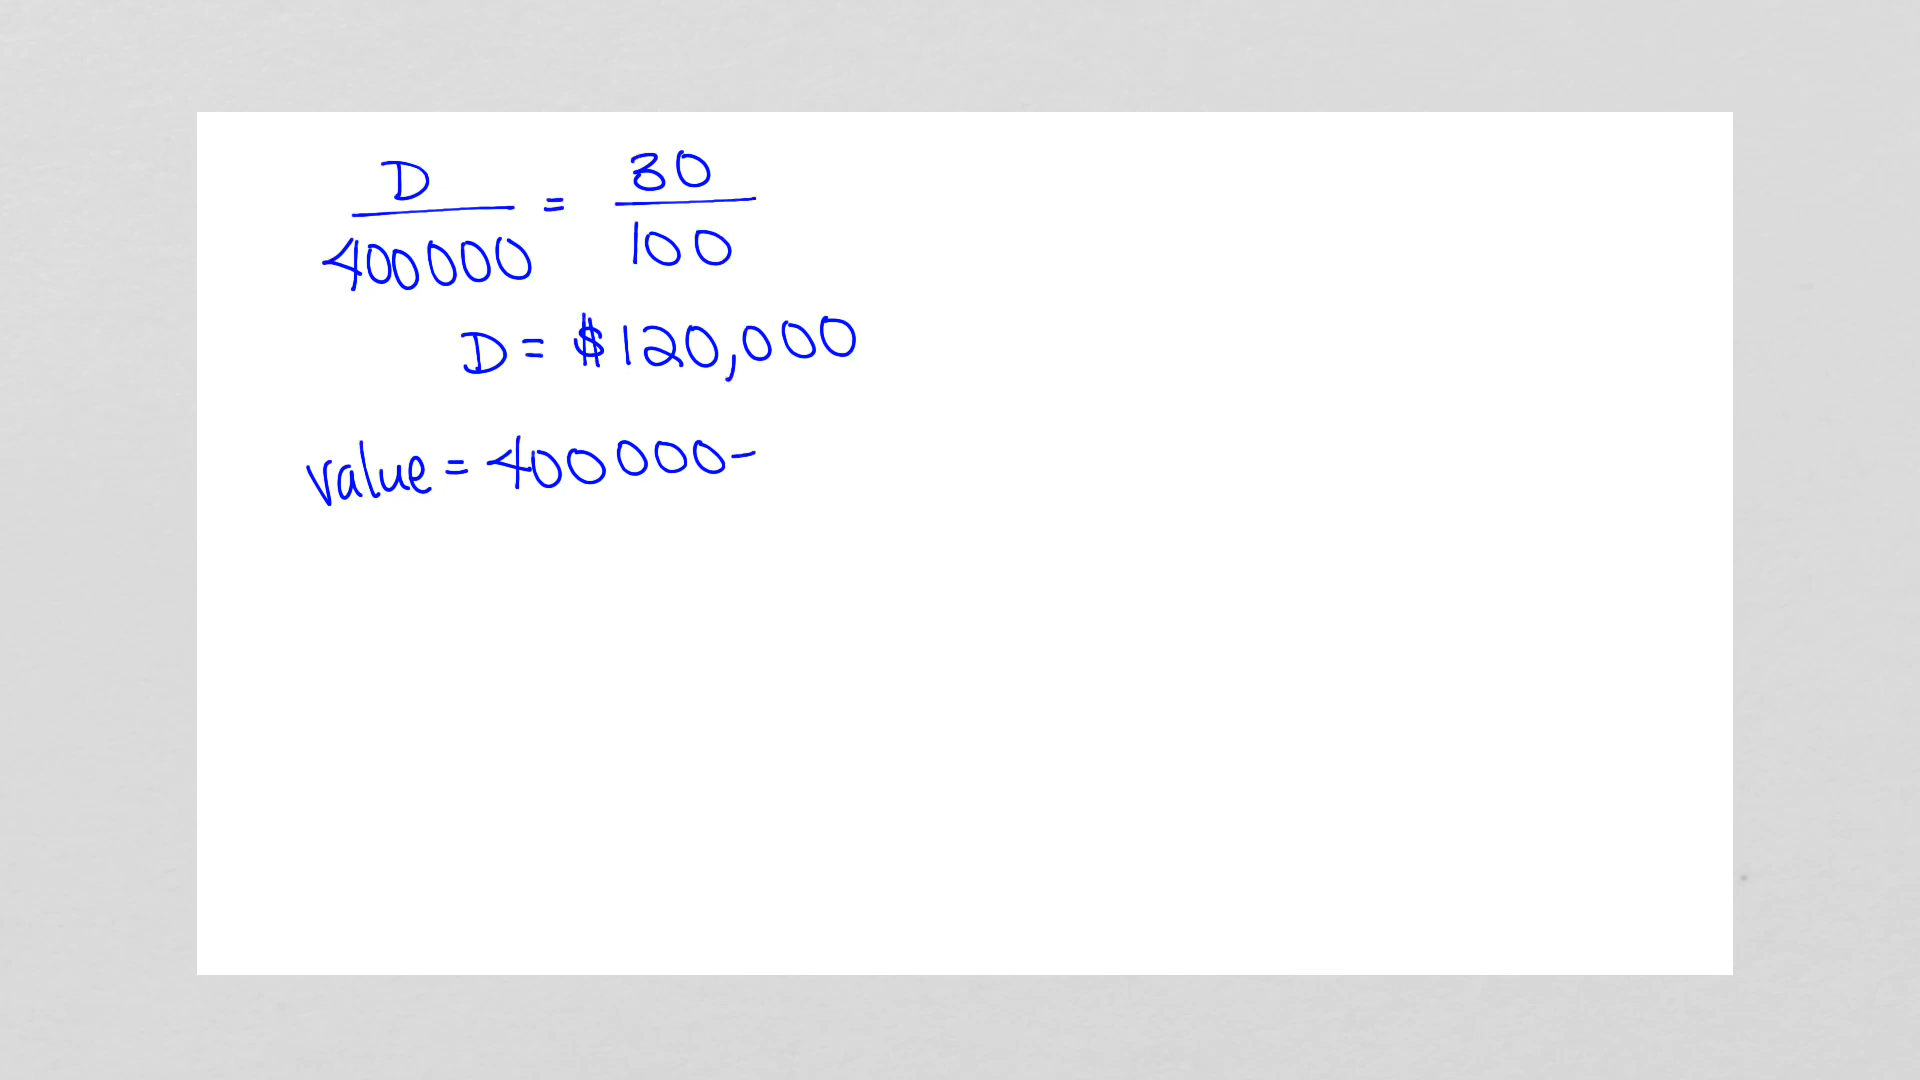 D/400000 = 30/100
D = $120,000
value = 400000-